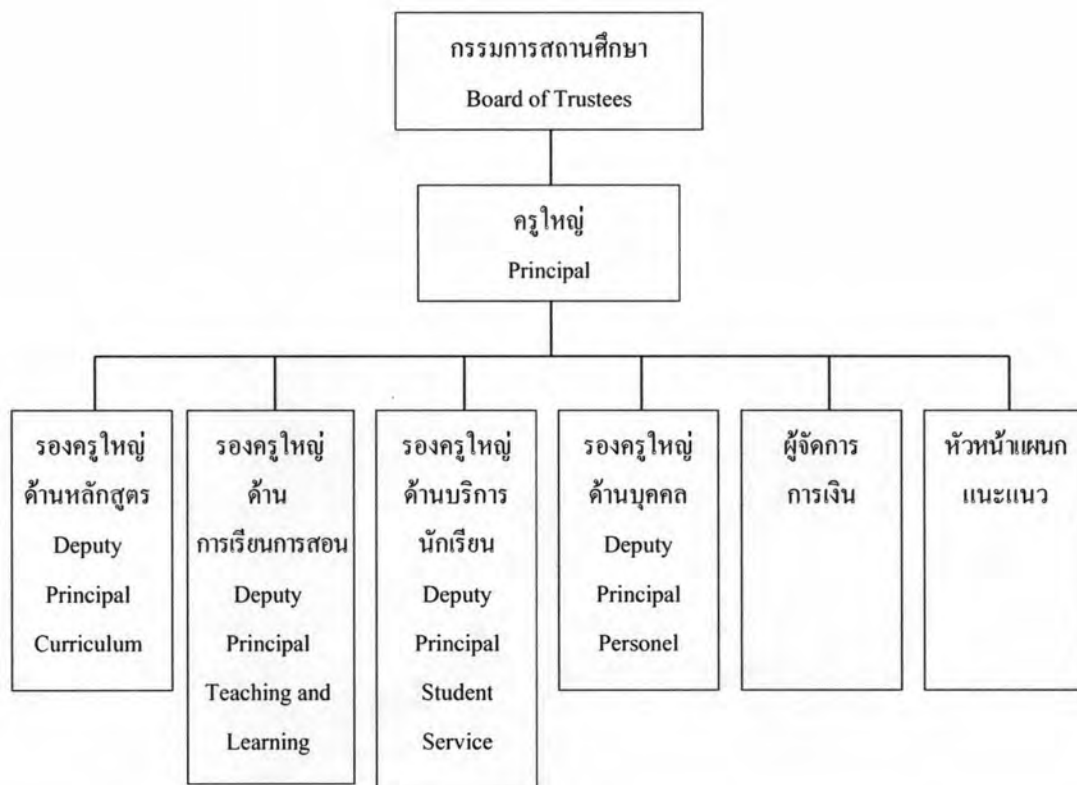 กรรมการสถานศึกษา
Board of Trustees
ครูใหญ่
Principal
รองครูใหญ่
ด้านหลักสูตร
Deputy
Principal
Curriculum
รองครูใหญ่
ด้าน
การเรียนการสอน
Deputy
Principal
Teaching and
Learning
รองครูใหญ่
ด้านบริการ
นักเรียน
Deputy
Principal
Student
Service
รองครูใหญ่
ด้านบุคคล
Deputy
Principal
Personel
ผู้จัดการ
การเงิน
หัวหน้าแผนก
แนะแนว